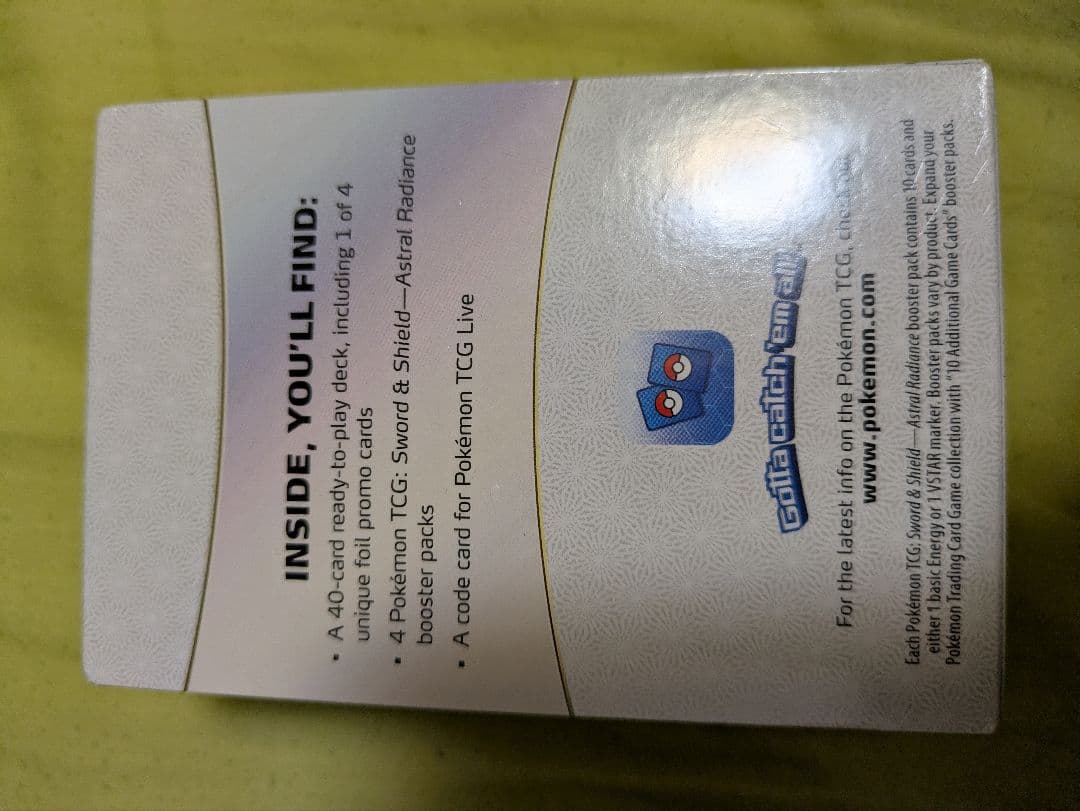 INSIDE, YOU'LL FIND:
• A 40-card ready-to-play deck, including 1 of 4
unique foil promo cards
• 4 Pokémon TCG: Sword & Shield—Astral Radiance
booster packs
• A code card for Pokémon TCG Live
Gotta catch 'em all!
For the latest info on the Pokémon TCG, check out
www.pokemon.com
Each Pokémon TCG: Sword & Shield—Astral Radiance booster pack contains 10 cards and
either 1 basic Energy or 1 VSTAR marker. Booster packs vary by product. Expand your
Pokémon Trading Card Game collection with "10 Additional Game Cards" booster packs.